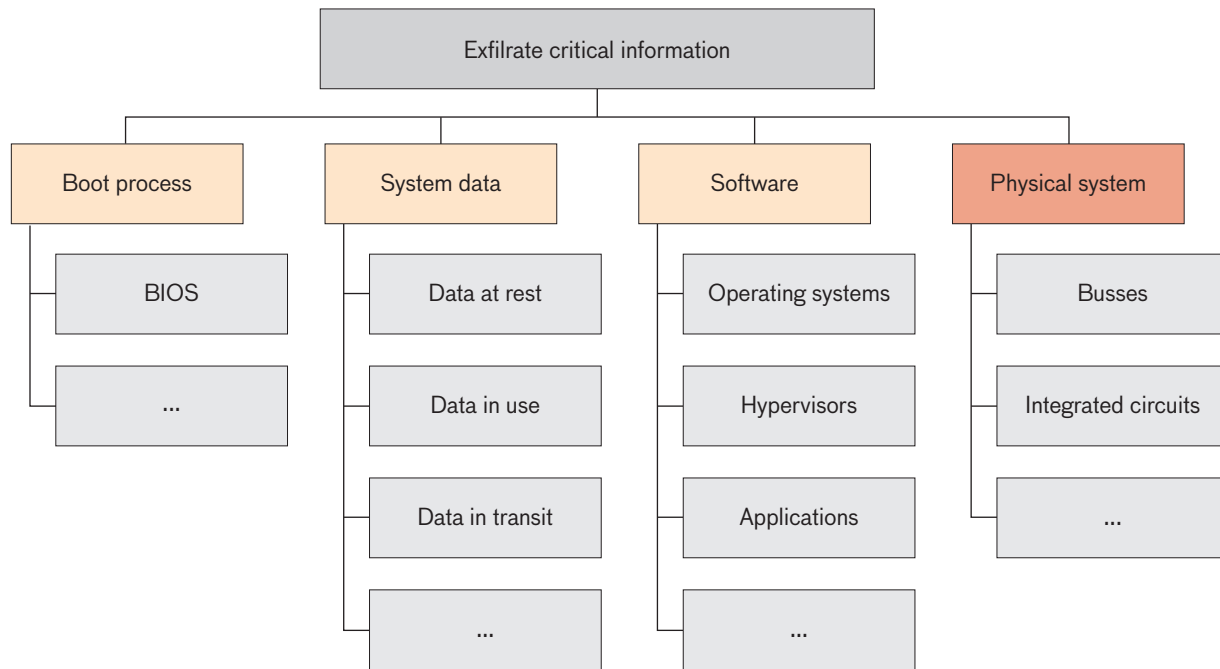 Exfilrate critical information
Boot process
System data
Software
Physical system
BIOS
Data at rest
Operating systems
Busses
...
Data in use
Hypervisors
Integrated circuits
Data in transit
Applications
...
...
...